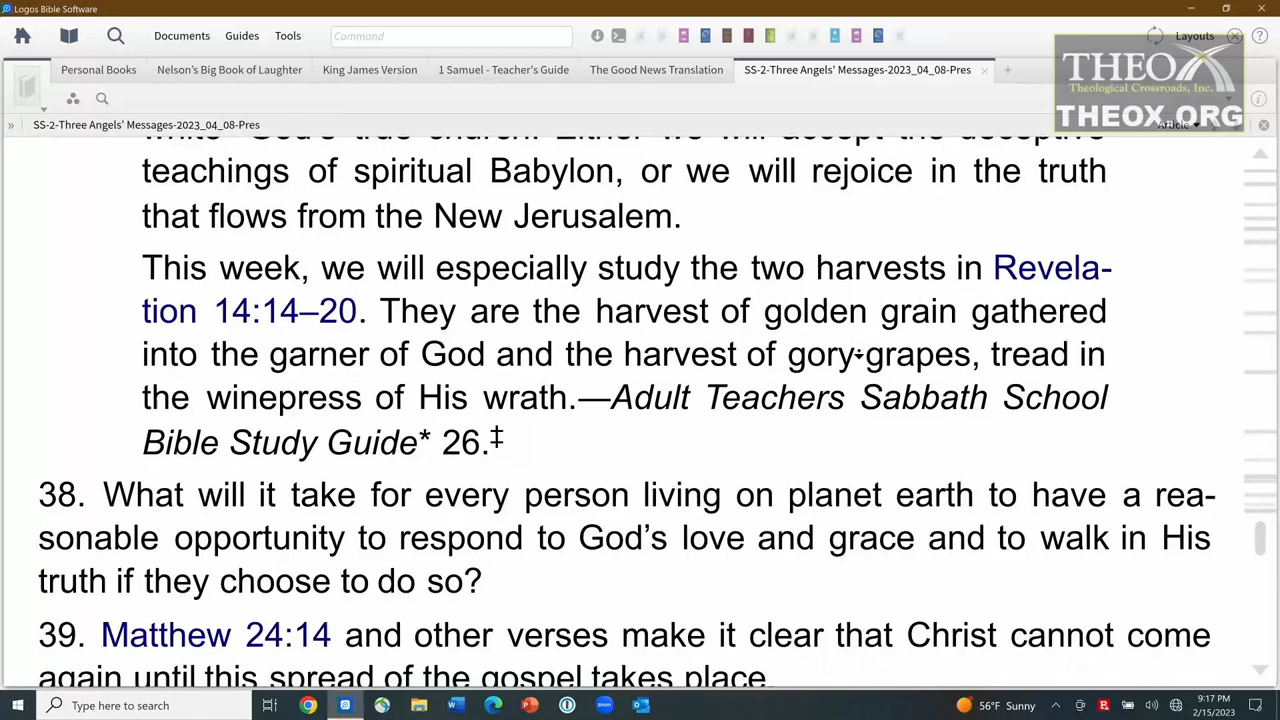 Logos Bible Software
Documents Guides Tools Command Layouts
Personal Books Nelson's Big Book of Laughter King James Ver 1 Samuel - Teacher's Guide The Good News Translation SS-2-Three Angels' Messages-2023_04_08-Pres
THEOX
Theological Crossroads, Inc.
THEOX.ORG
SS-2-Three Angels' Messages-2023_04_08-Pres Article
teachings of spiritual Babylon, or we will rejoice in the truth
that flows from the New Jerusalem.
This week, we will especially study the two harvests in Revela-
tion 14:14–20. They are the harvest of golden grain gathered
into the garner of God and the harvest of gory grapes, tread in
the winepress of His wrath.—Adult Teachers Sabbath School
Bible Study Guide* 26.‡
38. What will it take for every person living on planet earth to have a rea-
sonable opportunity to respond to God's love and grace and to walk in His
truth if they choose to do so?
39. Matthew 24:14 and other verses make it clear that Christ cannot come
again until this spread of the gospel takes place.
Type here to search
56°F Sunny
9:17 PM
2/15/2023